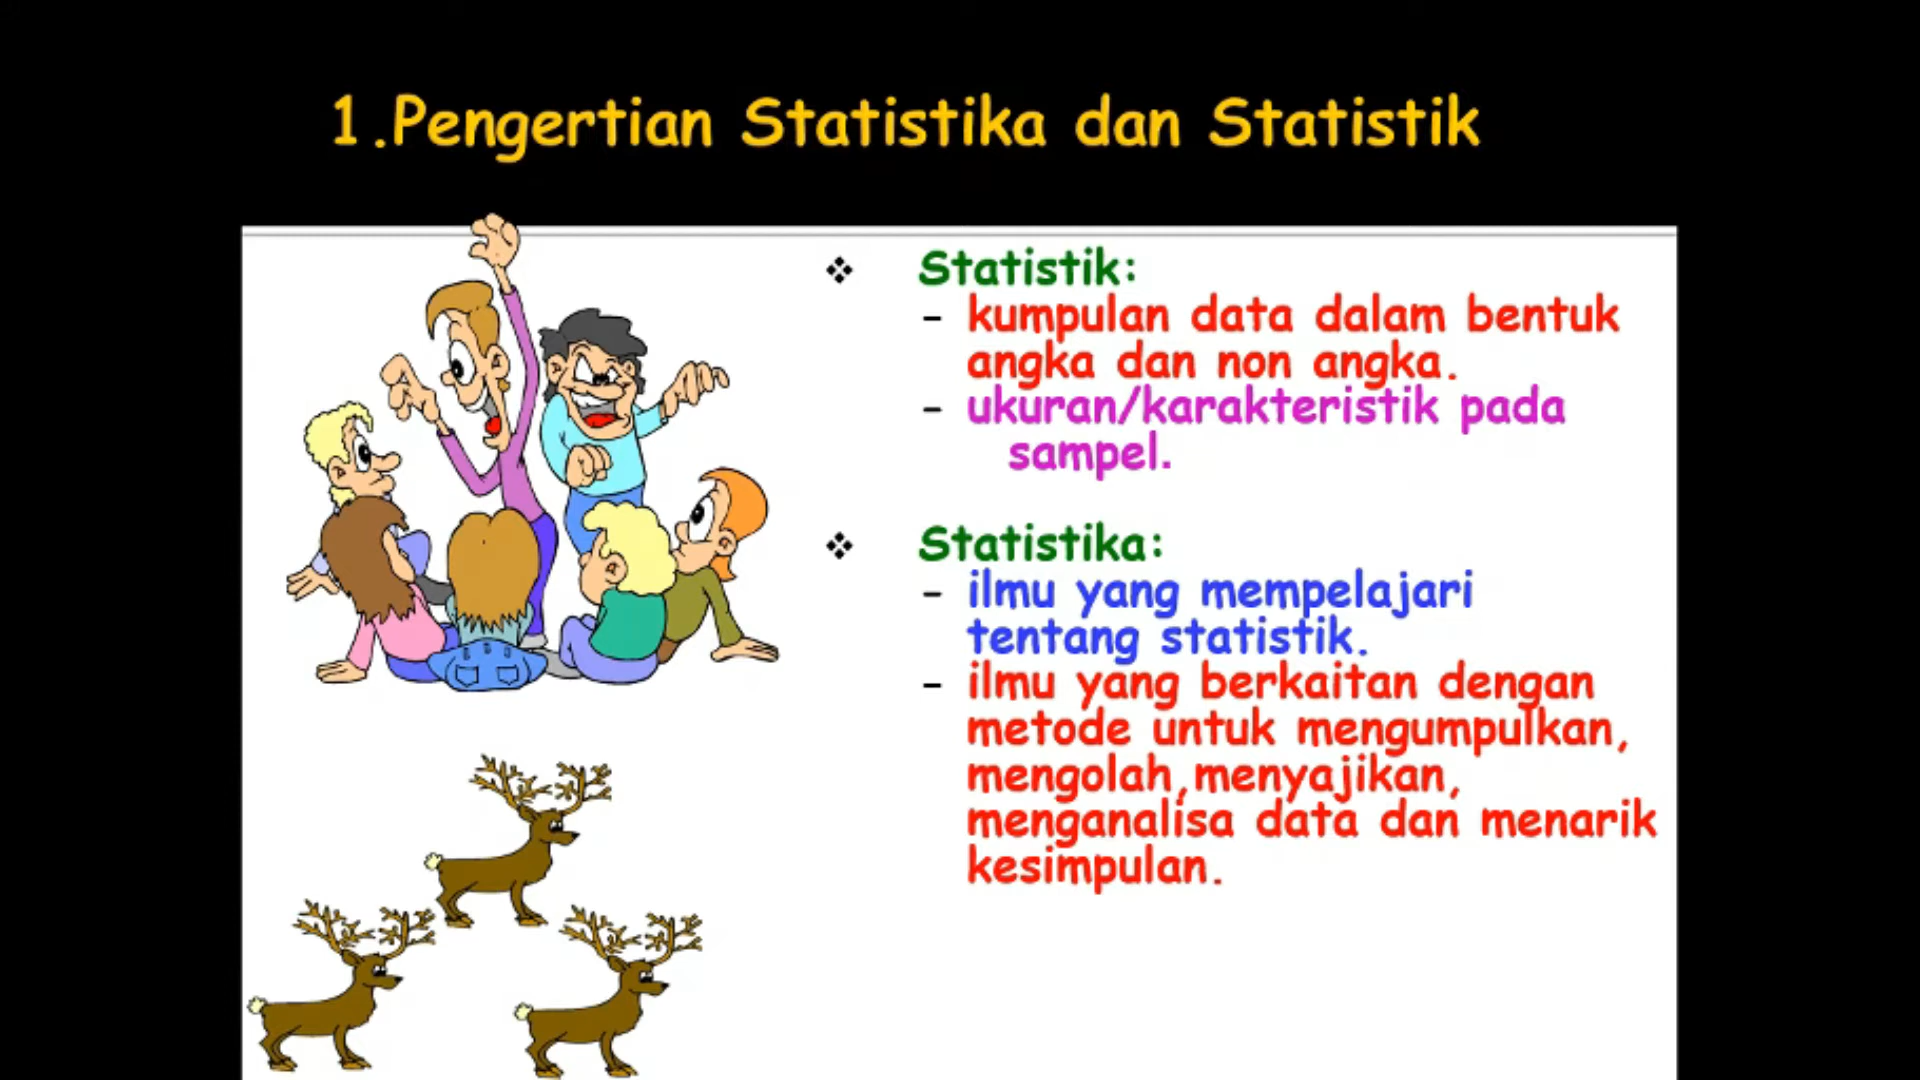 1.Pengertian Statistika dan Statistik
❖ Statistik:
- kumpulan data dalam bentuk
angka dan non angka.
- ukuran/karakteristik pada
sampel.
❖ Statistika:
- ilmu yang mempelajari
tentang statistik.
- ilmu yang berkaitan dengan
metode untuk mengumpulkan,
mengolah,menyajikan,
menganalisa data dan menarik
kesimpulan.